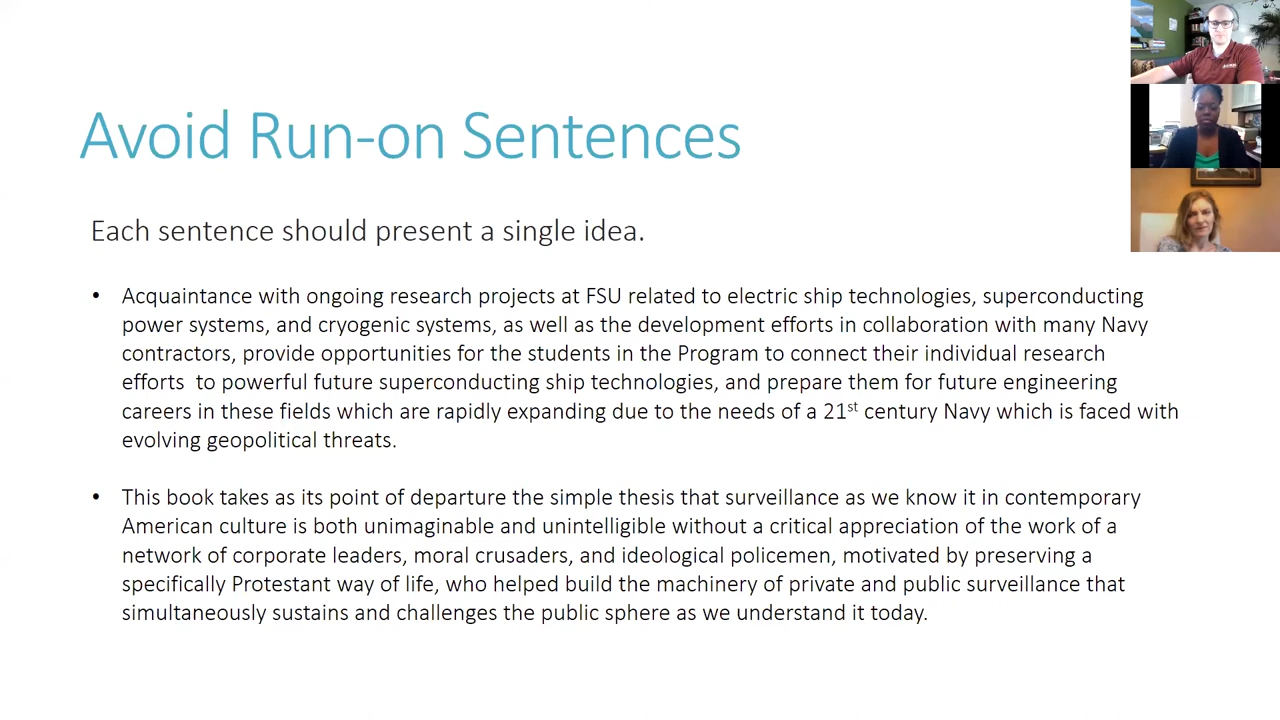 Avoid Run-on Sentences
Each sentence should present a single idea.
• Acquaintance with ongoing research projects at FSU related to electric ship technologies, superconducting
power systems, and cryogenic systems, as well as the development efforts in collaboration with many Navy
contractors, provide opportunities for the students in the Program to connect their individual research
efforts  to powerful future superconducting ship technologies, and prepare them for future engineering
careers in these fields which are rapidly expanding due to the needs of a 21st century Navy which is faced with
evolving geopolitical threats.
• This book takes as its point of departure the simple thesis that surveillance as we know it in contemporary
American culture is both unimaginable and unintelligible without a critical appreciation of the work of a
network of corporate leaders, moral crusaders, and ideological policemen, motivated by preserving a
specifically Protestant way of life, who helped build the machinery of private and public surveillance that
simultaneously sustains and challenges the public sphere as we understand it today.